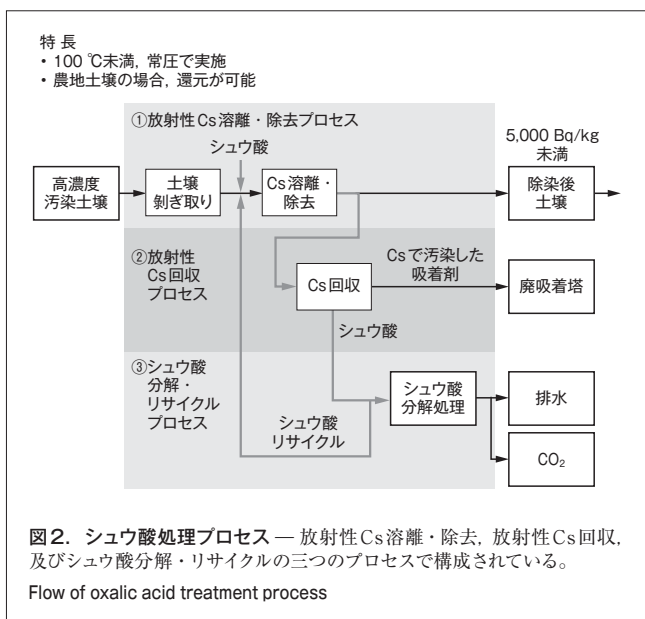 特 長
• 100 ℃未満, 常圧で実施
• 農地土壌の場合, 還元が可能
①放射性Cs溶離・除去プロセス
シュウ酸
5,000 Bq/kg
未満
高濃度
汚染土壌
土壌
剝ぎ取り
Cs溶離・
除去
除染後
土壌
②放射性
Cs回収
プロセス
Cs回収
Csで汚染した
吸着剤
廃吸着塔
シュウ酸
③シュウ酸
分解・
リサイクル
プロセス
シュウ酸
リサイクル
シュウ酸
分解処理
排水
CO₂
図2. シュウ酸処理プロセス — 放射性Cs溶離・除去, 放射性Cs回収,
及びシュウ酸分解・リサイクルの三つのプロセスで構成されている。
Flow of oxalic acid treatment process